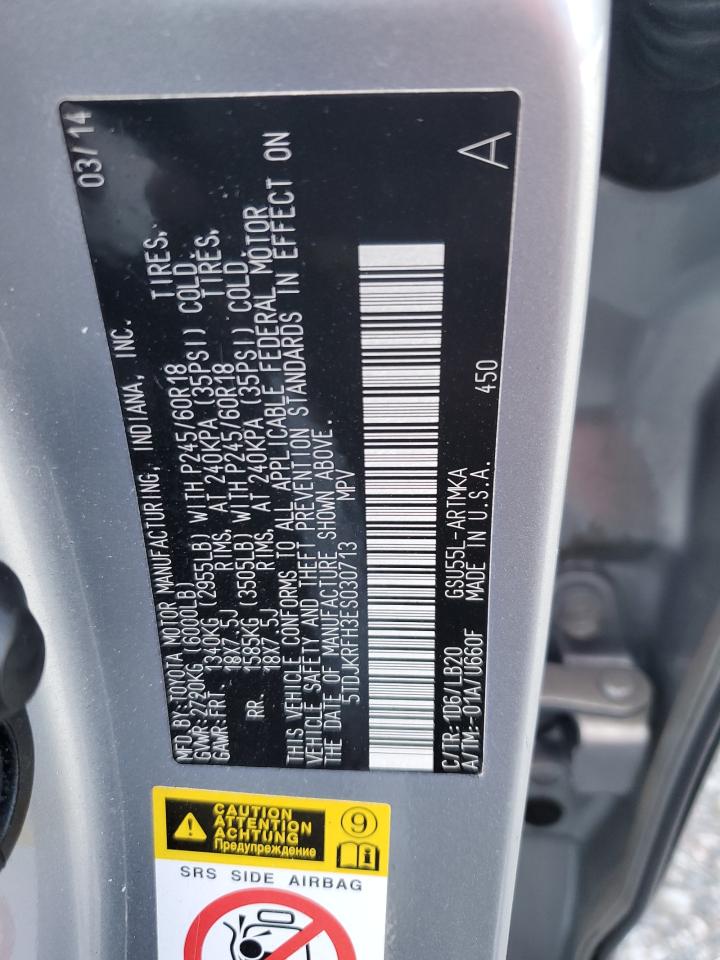 MFD.BY:TOYOTA MOTOR MANUFACTURING, INDIANA, INC. 03/14
GVWR:2720KG (6000LB)
GAWR:FRT. 1340KG (2955LB) WITH P245/60R18 TIRES,
18X7.5J RIMS, AT 240KPA (35PSI) COLD
RR. 1585KG (3505LB) WITH P245/60R18 TIRES,
18X7.5J RIMS, AT 240KPA (35PSI) COLD
THIS VEHICLE CONFORMS TO ALL APPLICABLE FEDERAL MOTOR
VEHICLE SAFETY AND THEFT PREVENTION STANDARDS IN EFFECT ON
THE DATE OF MANUFACTURE SHOWN ABOVE.
5TDJKRFH3ES030713 MPV
C/TR:1D6/LB20 GSU55L-ARTMKA 450 A
A/TM:-01A/U660F MADE IN U.S.A.
CAUTION
ATTENTION
ACHTUNG
Предупреждение
9
SRS SIDE AIRBAG